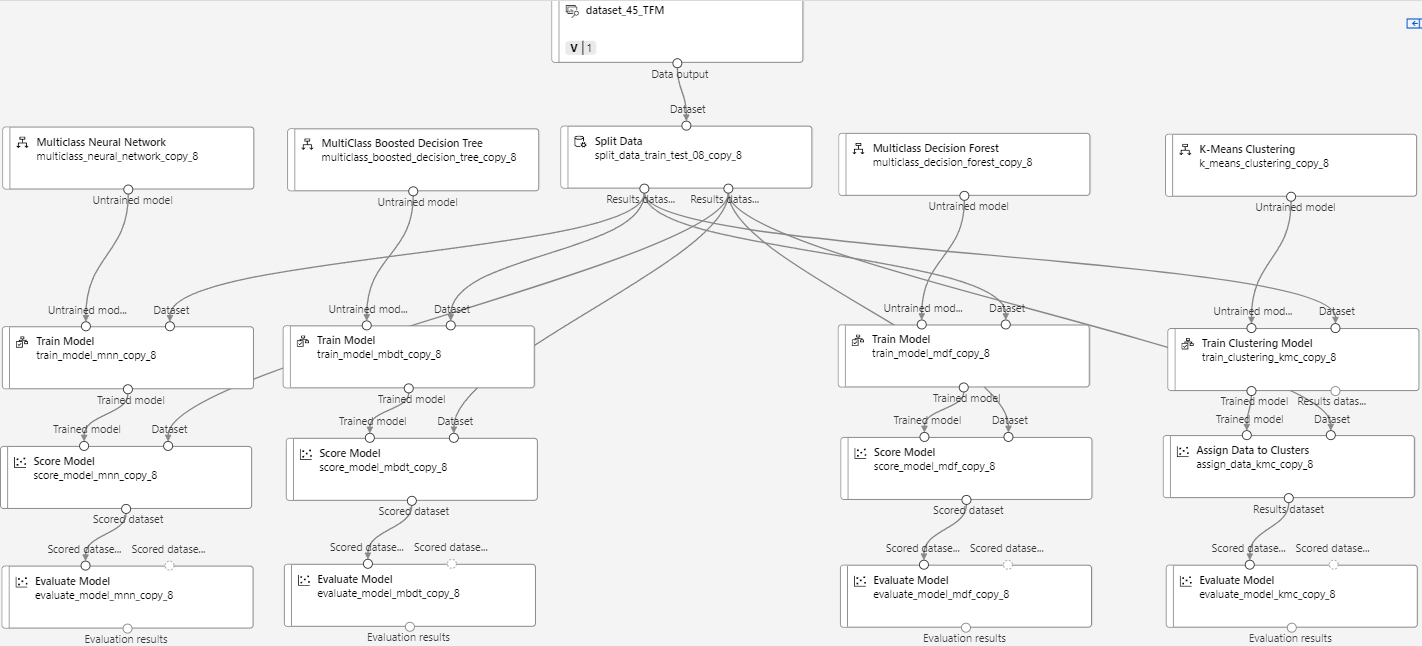 dataset_45_TFM
V | 1
Data output
Dataset
Multiclass Neural Network
multiclass_neural_network_copy_8
Untrained model
MultiClass Boosted Decision Tree
multiclass_boosted_decision_tree_copy_8
Untrained model
Split Data
split_data_train_test_08_copy_8
Results datas...
Results datas...
Multiclass Decision Forest
multiclass_decision_forest_copy_8
Untrained model
K-Means Clustering
k_means_clustering_copy_8
Untrained model
Untrained mod...
Dataset
Train Model
train_model_mnn_copy_8
Trained model
Untrained mod...
Dataset
Train Model
train_model_mbdt_copy_8
Trained model
Untrained mod...
Dataset
Train Model
train_model_mdf_copy_8
Trained model
Untrained mod...
Dataset
Train Clustering Model
train_clustering_kmc_copy_8
Trained model
Results datas...
Trained model
Dataset
Score Model
score_model_mnn_copy_8
Scored dataset
Trained model
Dataset
Score Model
score_model_mbdt_copy_8
Scored dataset
Trained model
Dataset
Score Model
score_model_mdf_copy_8
Scored dataset
Trained model
Dataset
Assign Data to Clusters
assign_data_kmc_copy_8
Results dataset
Scored datase...
Scored datase...
Evaluate Model
evaluate_model_mnn_copy_8
Evaluation results
Scored datase...
Scored datase...
Evaluate Model
evaluate_model_mbdt_copy_8
Evaluation results
Scored datase...
Scored datase...
Evaluate Model
evaluate_model_mdf_copy_8
Evaluation results
Scored datase...
Scored datase...
Evaluate Model
evaluate_model_kmc_copy_8
Evaluation results